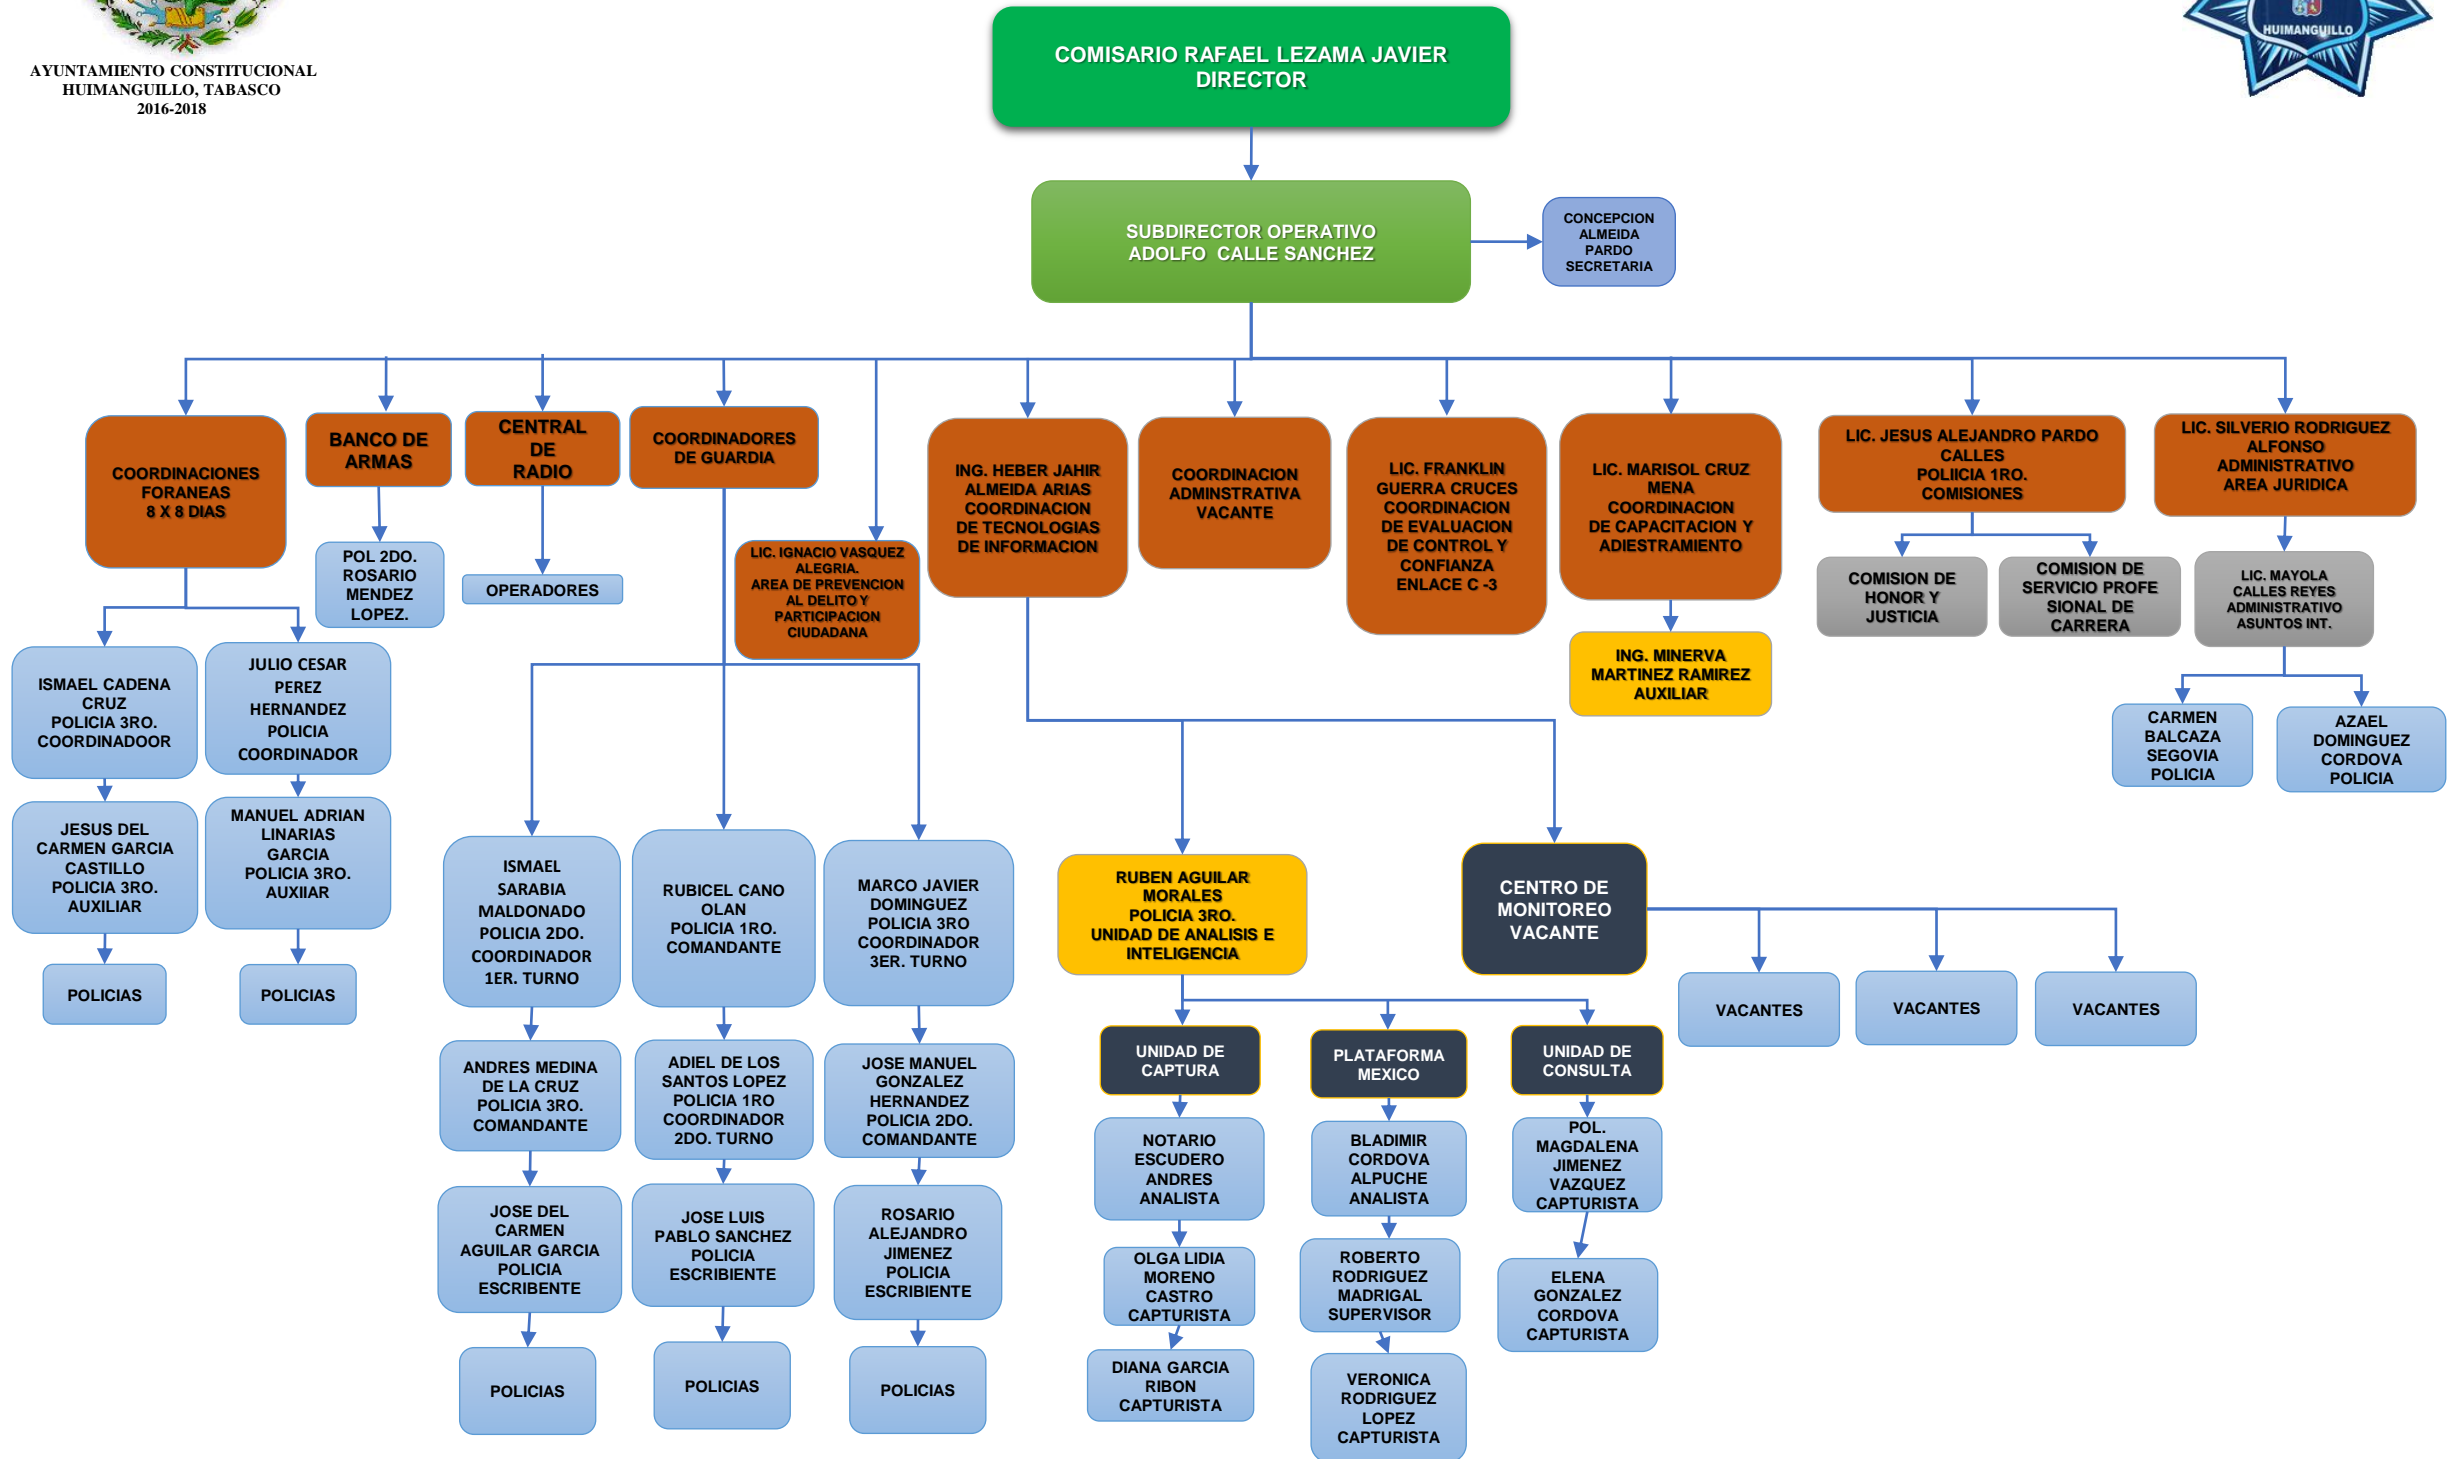 AYUNTAMIENTO CONSTITUCIONAL
HUIMANGUILLO, TABASCO
2016-2018
HUIMANGUILLO
COMISARIO RAFAEL LEZAMA JAVIER
DIRECTOR
SUBDIRECTOR OPERATIVO
ADOLFO CALLE SANCHEZ
CONCEPCION
ALMEIDA
PARDO
SECRETARIA
COORDINACIONES
FORANEAS
8 X 8 DIAS
BANCO DE
ARMAS
CENTRAL
DE
RADIO
COORDINADORES
DE GUARDIA
LIC. IGNACIO VASQUEZ
ALEGRIA.
AREA DE PREVENCION
AL DELITO Y
PARTICIPACION
CIUDADANA
ING. HEBER JAHIR
ALMEIDA ARIAS
COORDINACION
DE TECNOLOGIAS
DE INFORMACION
COORDINACION
ADMINSTRATIVA
VACANTE
LIC. FRANKLIN
GUERRA CRUCES
COORDINACION
DE EVALUACION
DE CONTROL Y
CONFIANZA
ENLACE C -3
LIC. MARISOL CRUZ
MENA
COORDINACION
DE CAPACITACION Y
ADIESTRAMIENTO
LIC. JESUS ALEJANDRO PARDO
CALLES
POLIICIA 1RO.
COMISIONES
LIC. SILVERIO RODRIGUEZ
ALFONSO
ADMINISTRATIVO
AREA JURIDICA
POL 2DO.
ROSARIO
MENDEZ
LOPEZ.
OPERADORES
COMISION DE
HONOR Y
JUSTICIA
COMISION DE
SERVICIO PROFE
SIONAL DE
CARRERA
LIC. MAYOLA
CALLES REYES
ADMINISTRATIVO
ASUNTOS INT.
ING. MINERVA
MARTINEZ RAMIREZ
AUXILIAR
CARMEN
BALCAZA
SEGOVIA
POLICIA
AZAEL
DOMINGUEZ
CORDOVA
POLICIA
ISMAEL CADENA
CRUZ
POLICIA 3RO.
COORDINADOOR
JULIO CESAR
PEREZ
HERNANDEZ
POLICIA
COORDINADOR
JESUS DEL
CARMEN GARCIA
CASTILLO
POLICIA 3RO.
AUXILIAR
MANUEL ADRIAN
LINARIAS
GARCIA
POLICIA 3RO.
AUXIIAR
POLICIAS
POLICIAS
ISMAEL
SARABIA
MALDONADO
POLICIA 2DO.
COORDINADOR
1ER. TURNO
RUBICEL CANO
OLAN
POLICIA 1RO.
COMANDANTE
MARCO JAVIER
DOMINGUEZ
POLICIA 3RO
COORDINADOR
3ER. TURNO
RUBEN AGUILAR
MORALES
POLICIA 3RO.
UNIDAD DE ANALISIS E
INTELIGENCIA
CENTRO DE
MONITOREO
VACANTE
VACANTES
VACANTES
VACANTES
ANDRES MEDINA
DE LA CRUZ
POLICIA 3RO.
COMANDANTE
ADIEL DE LOS
SANTOS LOPEZ
POLICIA 1RO
COORDINADOR
2DO. TURNO
JOSE MANUEL
GONZALEZ
HERNANDEZ
POLICIA 2DO.
COMANDANTE
UNIDAD DE
CAPTURA
PLATAFORMA
MEXICO
UNIDAD DE
CONSULTA
NOTARIO
ESCUDERO
ANDRES
ANALISTA
BLADIMIR
CORDOVA
ALPUCHE
ANALISTA
POL.
MAGDALENA
JIMENEZ
VAZQUEZ
CAPTURISTA
JOSE DEL
CARMEN
AGUILAR GARCIA
POLICIA
ESCRIBENTE
JOSE LUIS
PABLO SANCHEZ
POLICIA
ESCRIBIENTE
ROSARIO
ALEJANDRO
JIMENEZ
POLICIA
ESCRIBIENTE
OLGA LIDIA
MORENO
CASTRO
CAPTURISTA
ROBERTO
RODRIGUEZ
MADRIGAL
SUPERVISOR
ELENA
GONZALEZ
CORDOVA
CAPTURISTA
POLICIAS
POLICIAS
POLICIAS
DIANA GARCIA
RIBON
CAPTURISTA
VERONICA
RODRIGUEZ
LOPEZ
CAPTURISTA